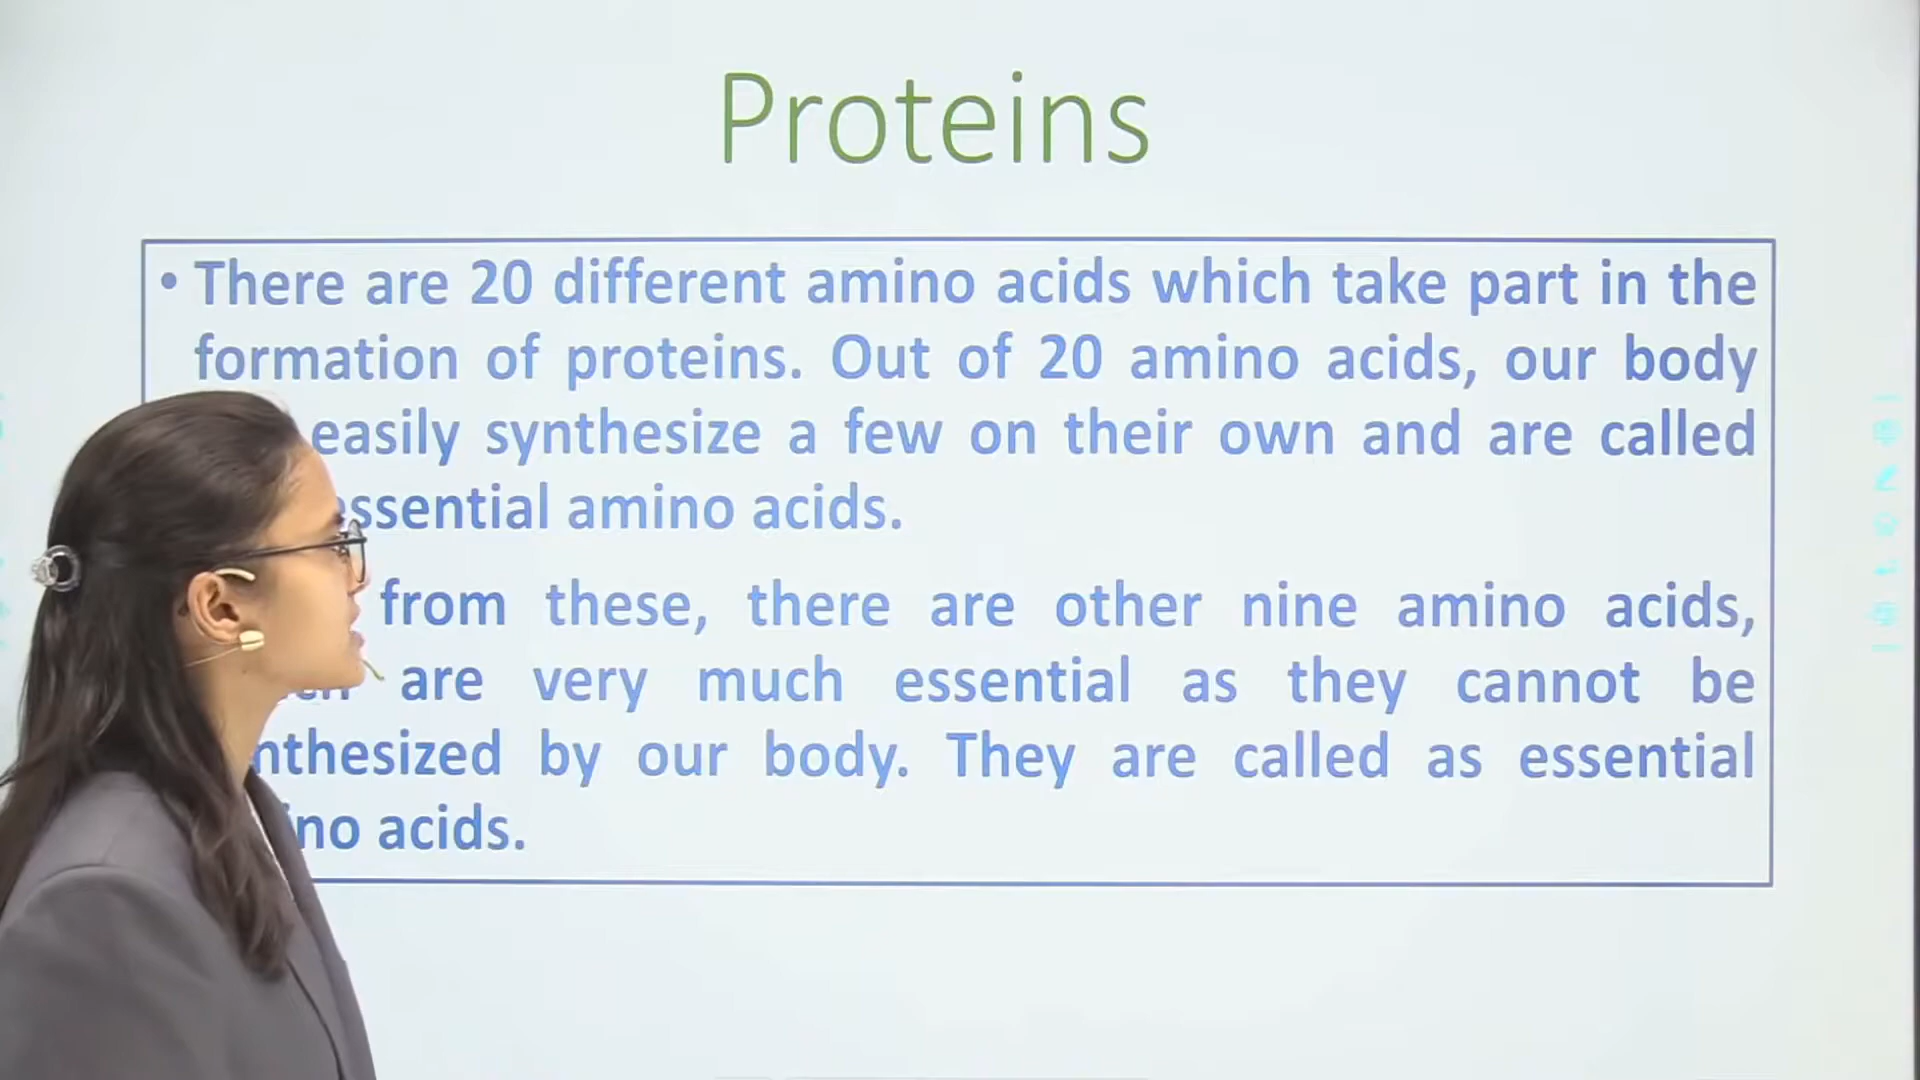 Proteins
• There are 20 different amino acids which take part in the
formation of proteins. Out of 20 amino acids, our body
easily synthesize a few on their own and are called
essential amino acids.
from these, there are other nine amino acids,
are very much essential as they cannot be
nthesized by our body. They are called as essential
ino acids.